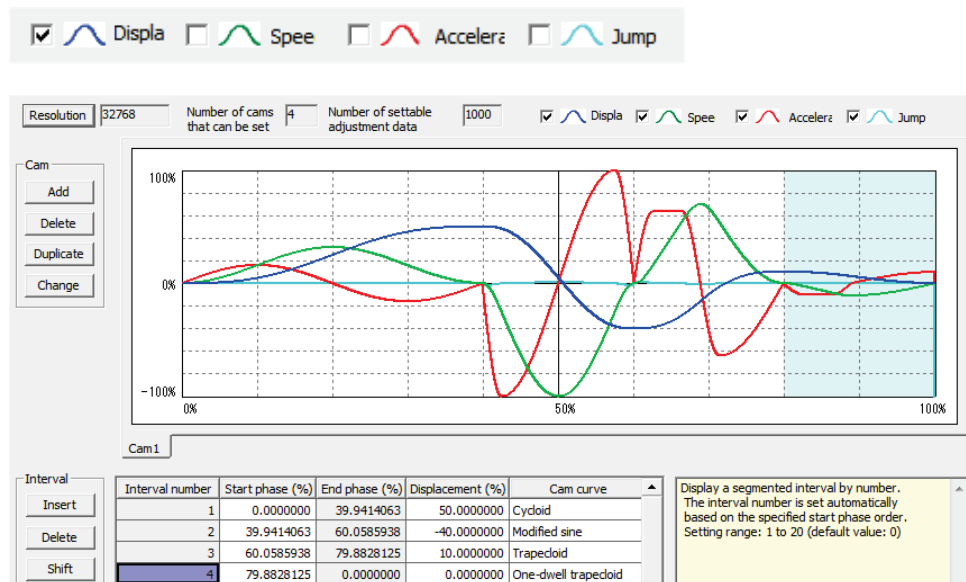 Displa Spee Accelera Jump
Resolution 32768 Number of cams that can be set 4 Number of settable adjustment data 1000 Displa Spee Accelera Jump
Cam
Add
Delete
Duplicate
Change
100%
0%
-100%
0% 50% 100%
Cam1
Interval
Insert
Delete
Shift
Interval number Start phase (%) End phase (%) Displacement (%) Cam curve
1 0.0000000 39.9414063 50.0000000 Cycloid
2 39.9414063 60.0585938 -40.0000000 Modified sine
3 60.0585938 79.8828125 10.0000000 Trapecloid
4 79.8828125 0.0000000 0.0000000 One-dwell trapecloid
Display a segmented interval by number.
The interval number is set automatically
based on the specified start phase order.
Setting range: 1 to 20 (default value: 0)